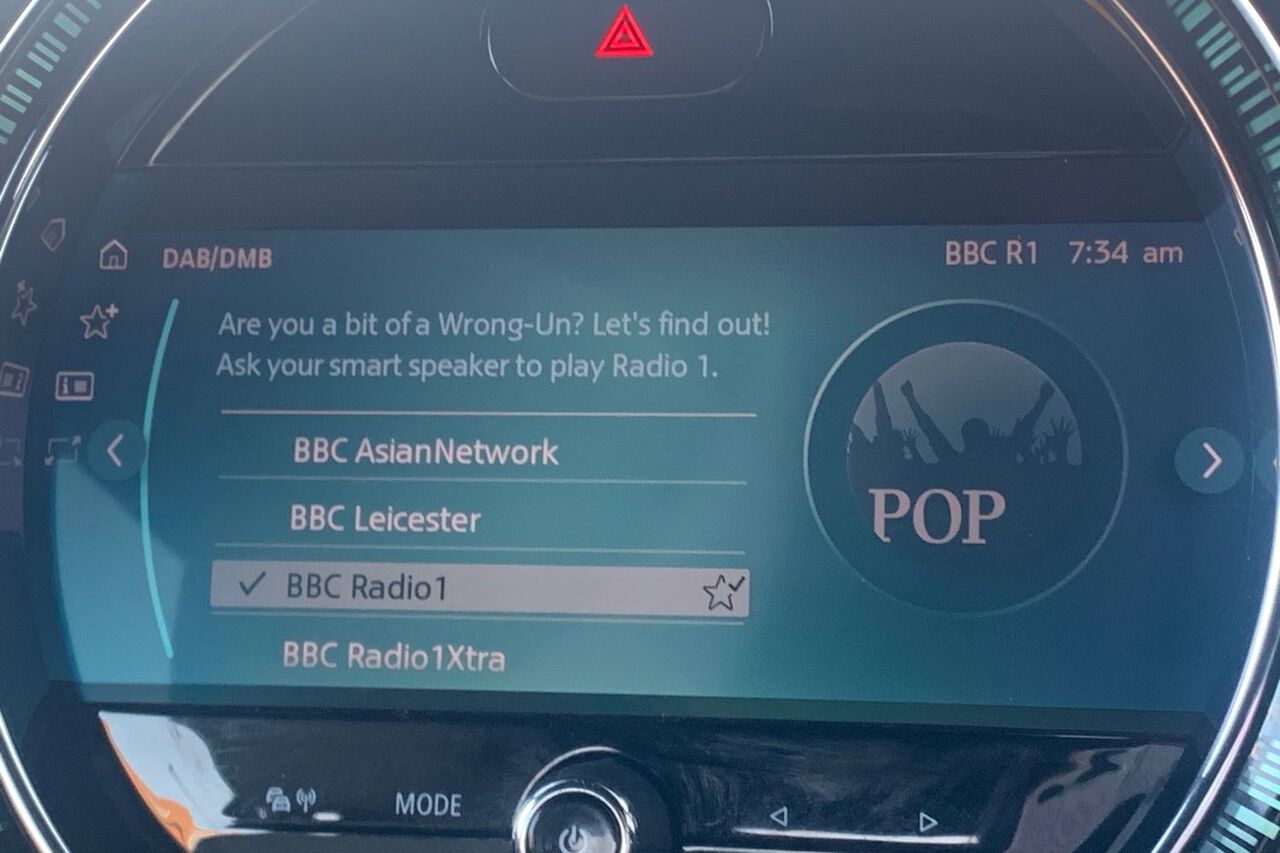 DAB/DMB
BBC R1 7:34 am
Are you a bit of a Wrong-Un? Let's find out!
Ask your smart speaker to play Radio 1.
BBC AsianNetwork
BBC Leicester
BBC Radio1
BBC Radio1Xtra
POP
MODE